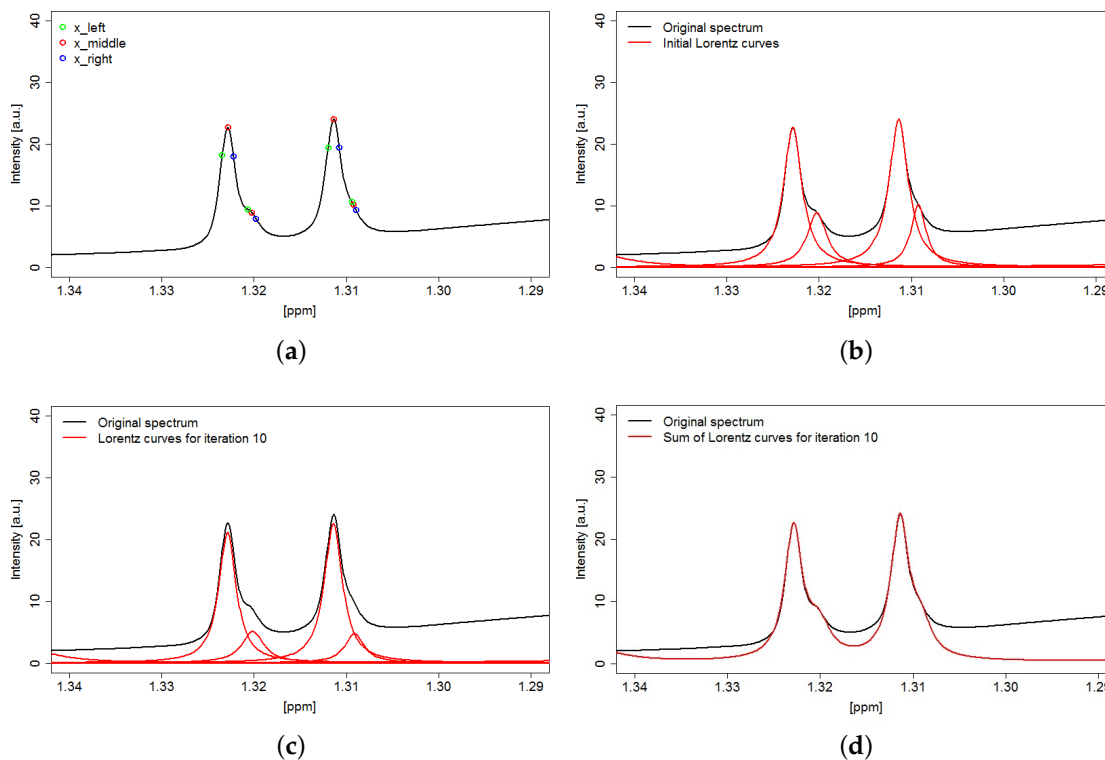 40
30
20
10
0
Intensity [a.u.]
x_left
x_middle
x_right
1.34 1.33 1.32 1.31 1.30 1.29
[ppm]
(a)
40
30
20
10
0
Intensity [a.u.]
Original spectrum
Initial Lorentz curves
1.34 1.33 1.32 1.31 1.30 1.29
[ppm]
(b)
40
30
20
10
0
Intensity [a.u.]
Original spectrum
Lorentz curves for iteration 10
1.34 1.33 1.32 1.31 1.30 1.29
[ppm]
(c)
40
30
20
10
0
Intensity [a.u.]
Original spectrum
Sum of Lorentz curves for iteration 10
1.34 1.33 1.32 1.31 1.30 1.29
[ppm]
(d)